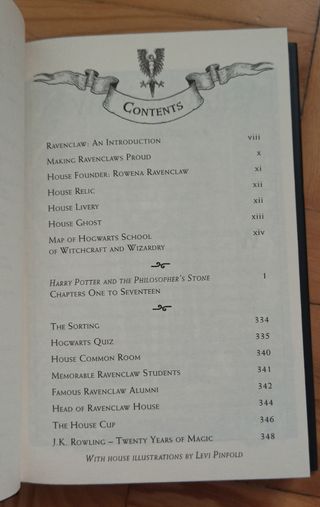 Contents
Ravenclaw: An Introduction viii
Making Ravenclaws Proud x
House Founder: Rowena Ravenclaw xi
House Relic xii
House Livery xii
House Ghost xiii
Map of Hogwarts School xiv
of Witchcraft and Wizardry
Harry Potter and the Philosopher's Stone 1
Chapters One to Seventeen
The Sorting 334
Hogwarts Quiz 335
House Common Room 340
Memorable Ravenclaw Students 341
Famous Ravenclaw Alumni 342
Head of Ravenclaw House 344
The House Cup 346
J.K. Rowling – Twenty Years of Magic 348
With house illustrations by Levi Pinfold